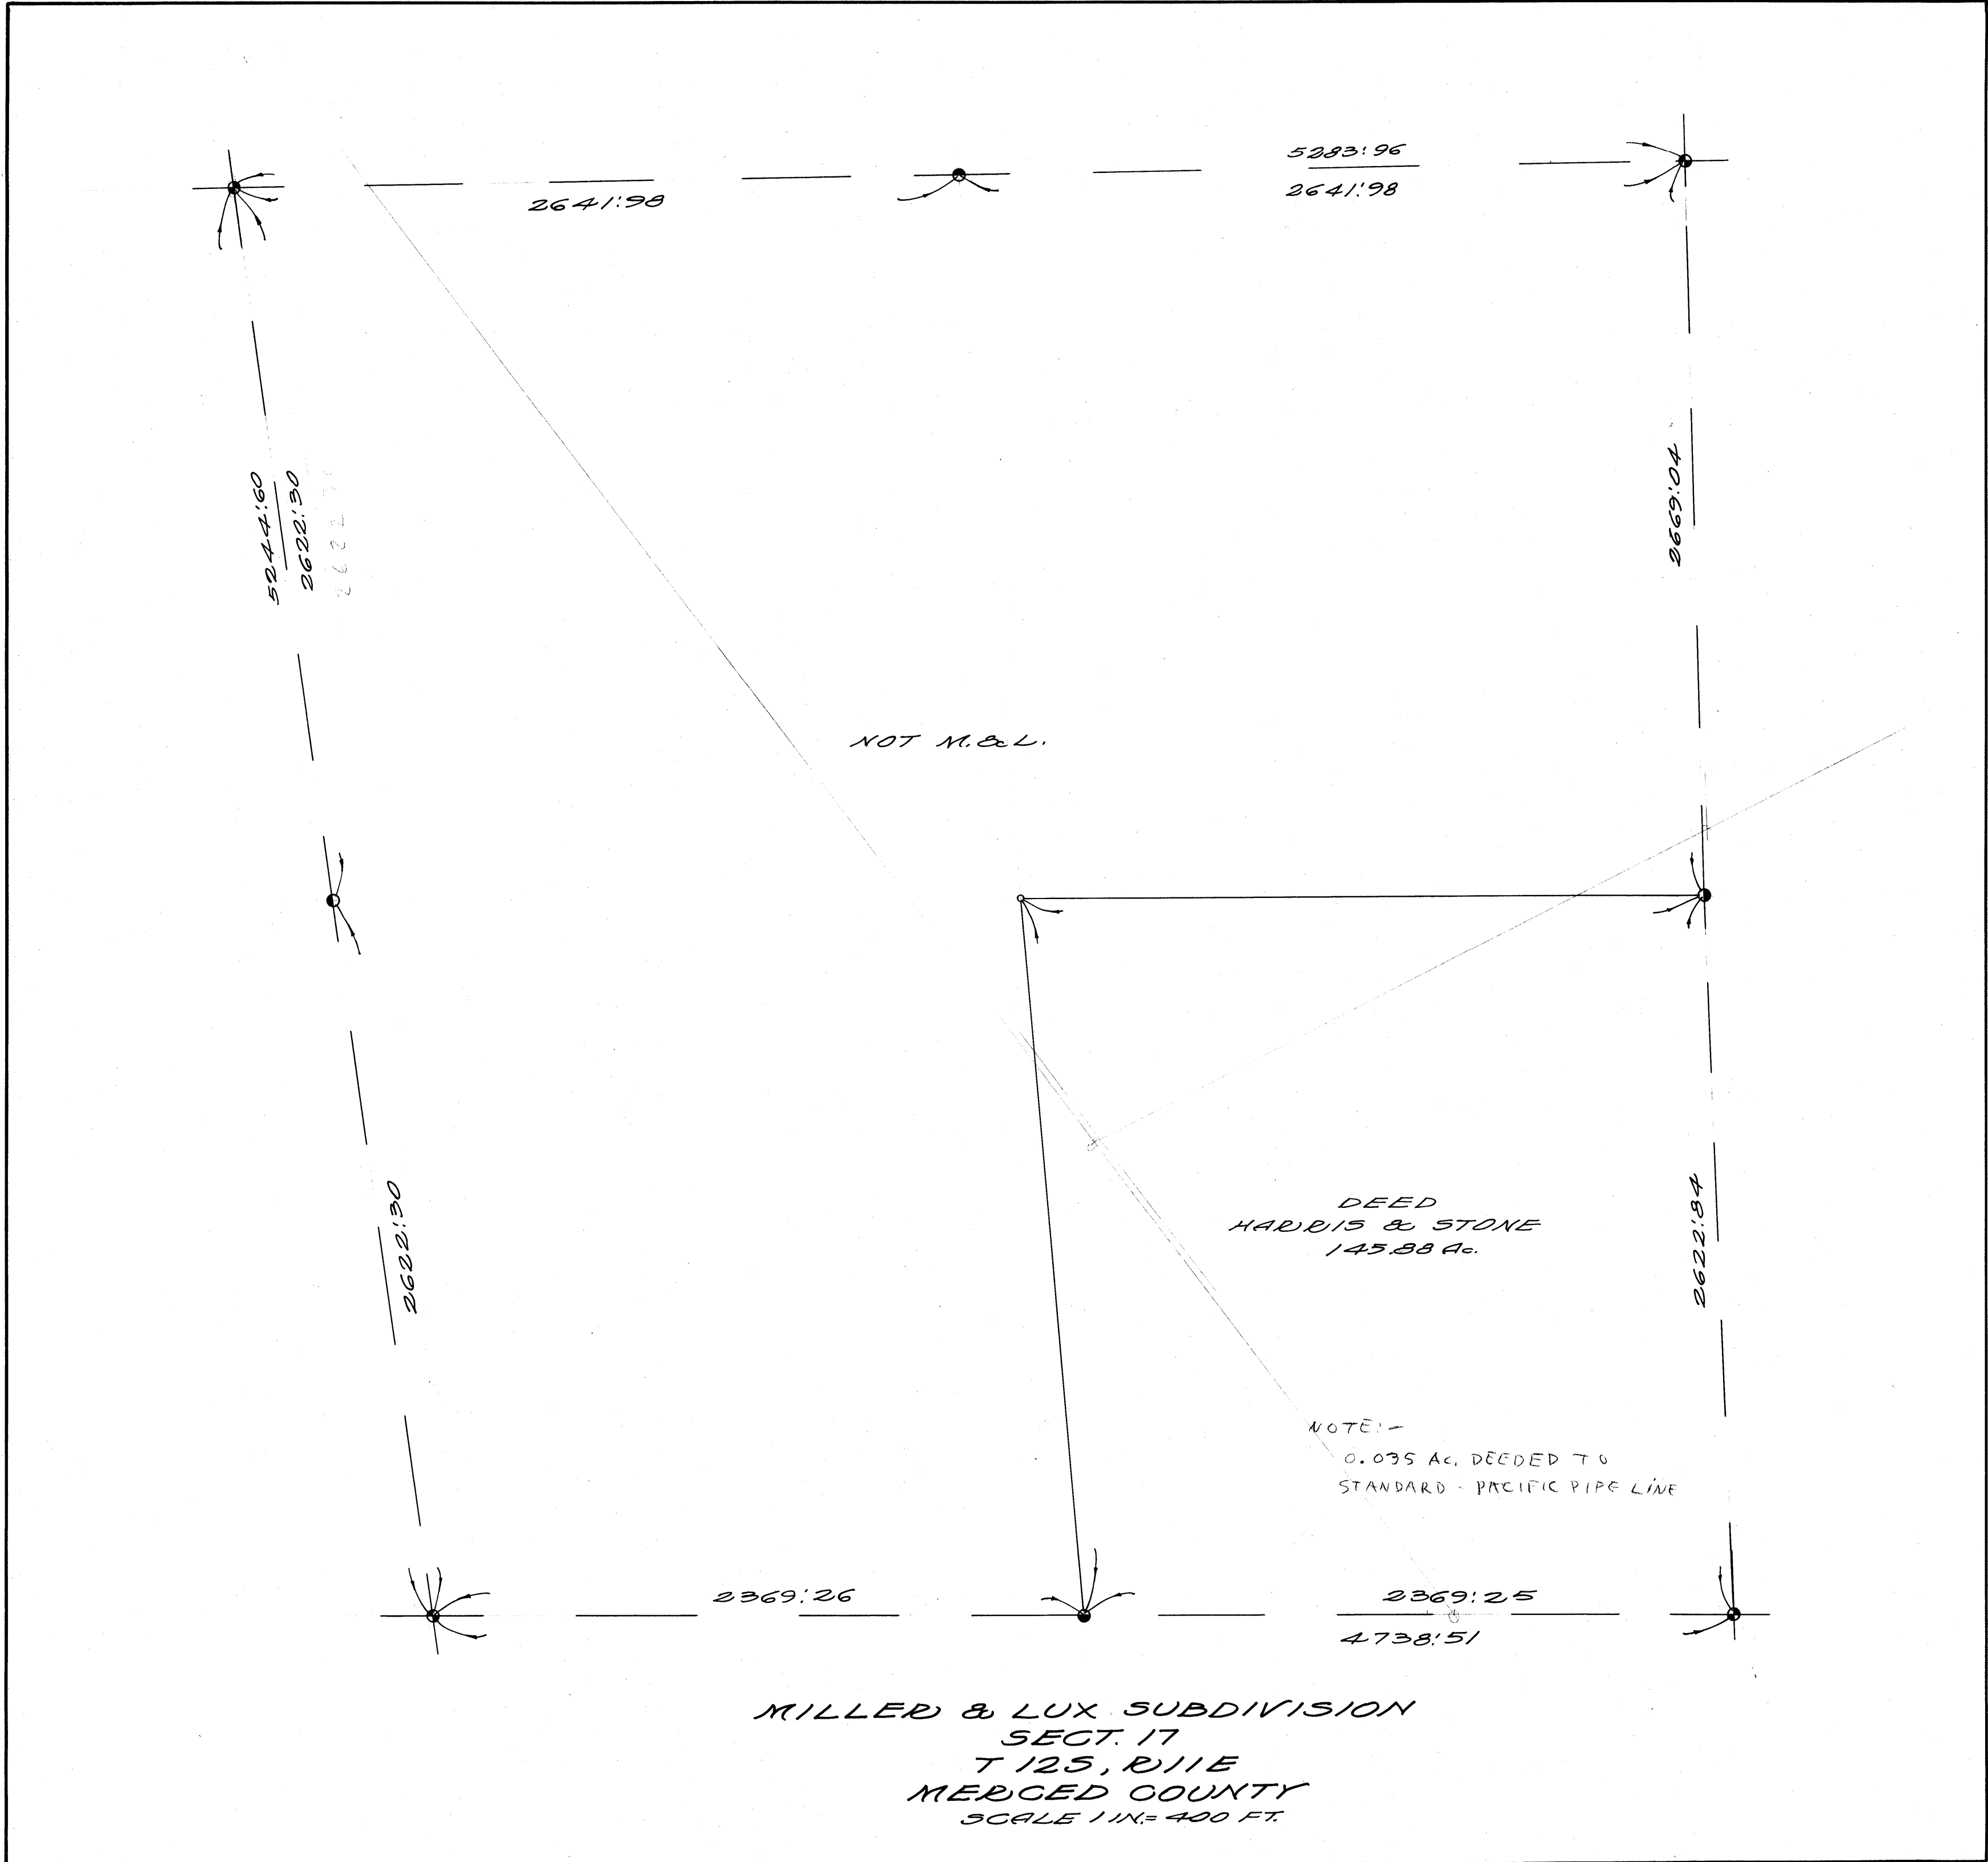 5283!96
2641!98
2641!98
5244!60
2622!30
2622
2669!04
NOT M.&L.
DEED
HARRIS & STONE
145.88 Ac.
2622!30
2622!84
NOTE:-
0.035 Ac. DEEDED TO
STANDARD - PACIFIC PIPE LINE
2369!26
2369!25
4738!51
MILLER & LUX SUBDIVISION
SECT. 17
T 12S, R11E
MERCED COUNTY
SCALE 1 IN.= 400 FT.